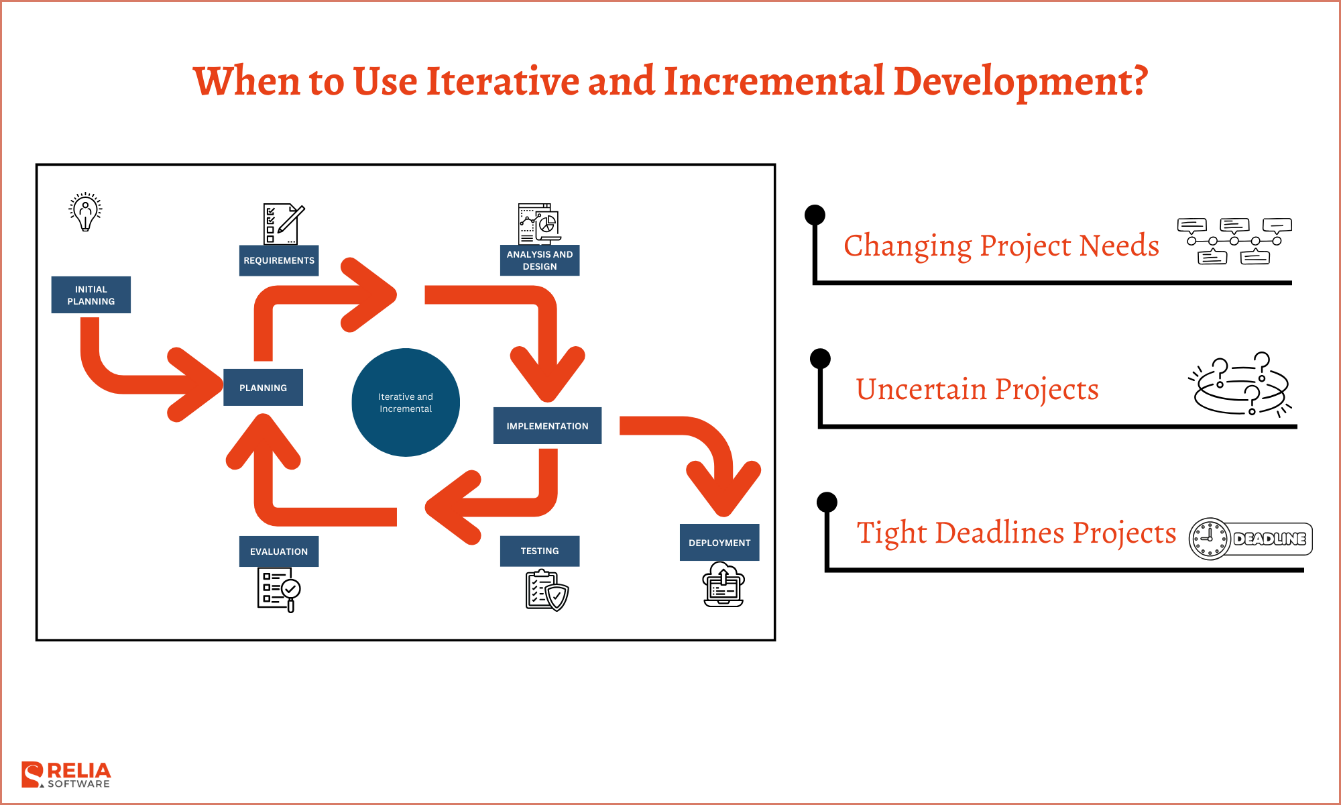 When to Use Iterative and Incremental Development?
INITIAL
PLANNING
REQUIREMENTS
ANALYSIS AND
DESIGN
PLANNING
Iterative and
Incremental
IMPLEMENTATION
EVALUATION
TESTING
DEPLOYMENT
Changing Project Needs
Uncertain Projects
Tight Deadlines Projects
DEADLINE
RELIA
SOFTWARE